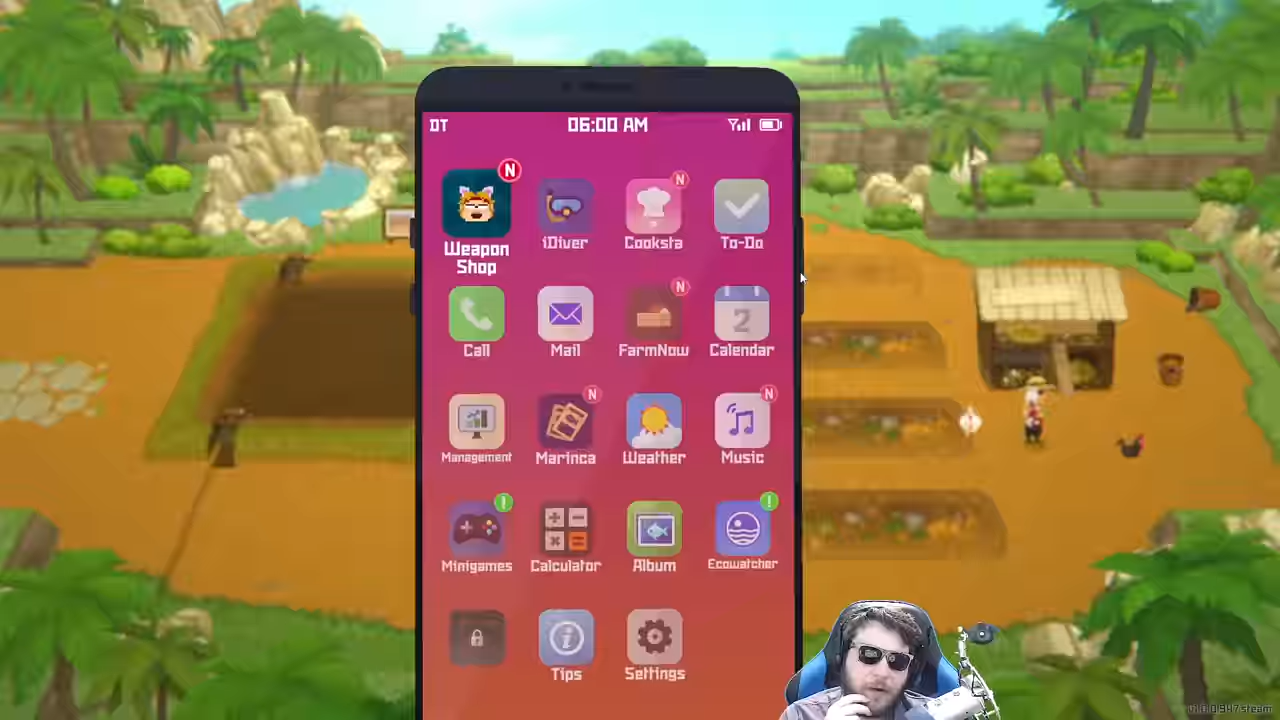 DT 06:00 AM
N N
Weapon Shop iDiver Cooksta To-Do
N
2
Call Mail FarmNow Calendar
N N
Management Marinca Weather Music
! !
Minigames Calculator Album Ecowatcher
Tips Settings